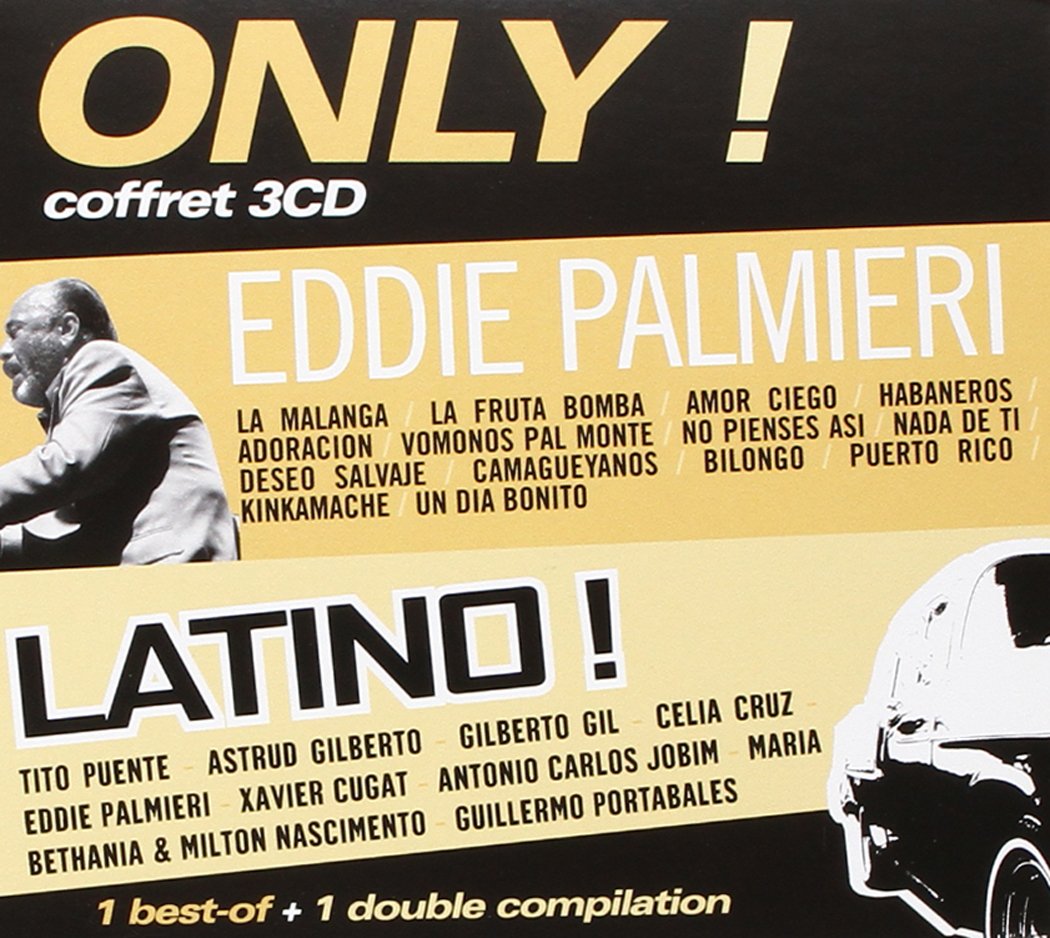 ONLY !
coffret 3CD
EDDIE PALMIERI
LA MALANGA / LA FRUTA BOMBA / AMOR CIEGO / HABANEROS /
ADORACION / VOMONOS PAL MONTE / NO PIENSES ASI / NADA DE TI /
DESEO SALVAJE / CAMAGUEYANOS / BILONGO / PUERTO RICO /
KINKAMACHE / UN DIA BONITO
LATINO !
TITO PUENTE - ASTRUD GILBERTO - GILBERTO GIL - CELIA CRUZ -
EDDIE PALMIERI - XAVIER CUGAT - ANTONIO CARLOS JOBIM - MARIA
BETHANIA & MILTON NASCIMENTO - GUILLERMO PORTABALES
1 best-of + 1 double compilation